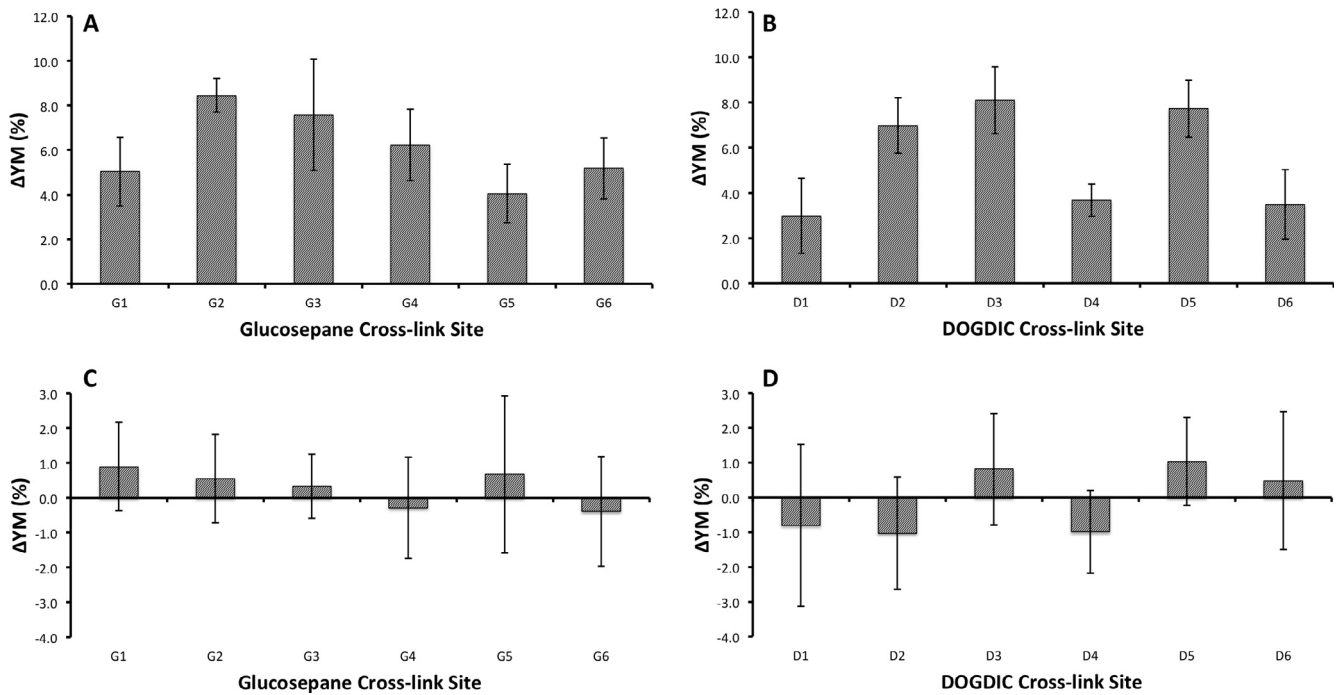 A
12.0
10.0
8.0
6.0
4.0
2.0
0.0
ΔYM (%)
G1 G2 G3 G4 G5 G6
Glucosepane Cross-link Site
B
12.0
10.0
8.0
6.0
4.0
2.0
0.0
ΔYM (%)
D1 D2 D3 D4 D5 D6
DOGDIC Cross-link Site
C
3.0
2.0
1.0
0.0
-1.0
-2.0
-3.0
-4.0
ΔYM (%)
G1 G2 G3 G4 G5 G6
Glucosepane Cross-link Site
D
3.0
2.0
1.0
0.0
-1.0
-2.0
-3.0
-4.0
ΔYM (%)
D1 D2 D3 D4 D5 D6
DOGDIC Cross-link Site